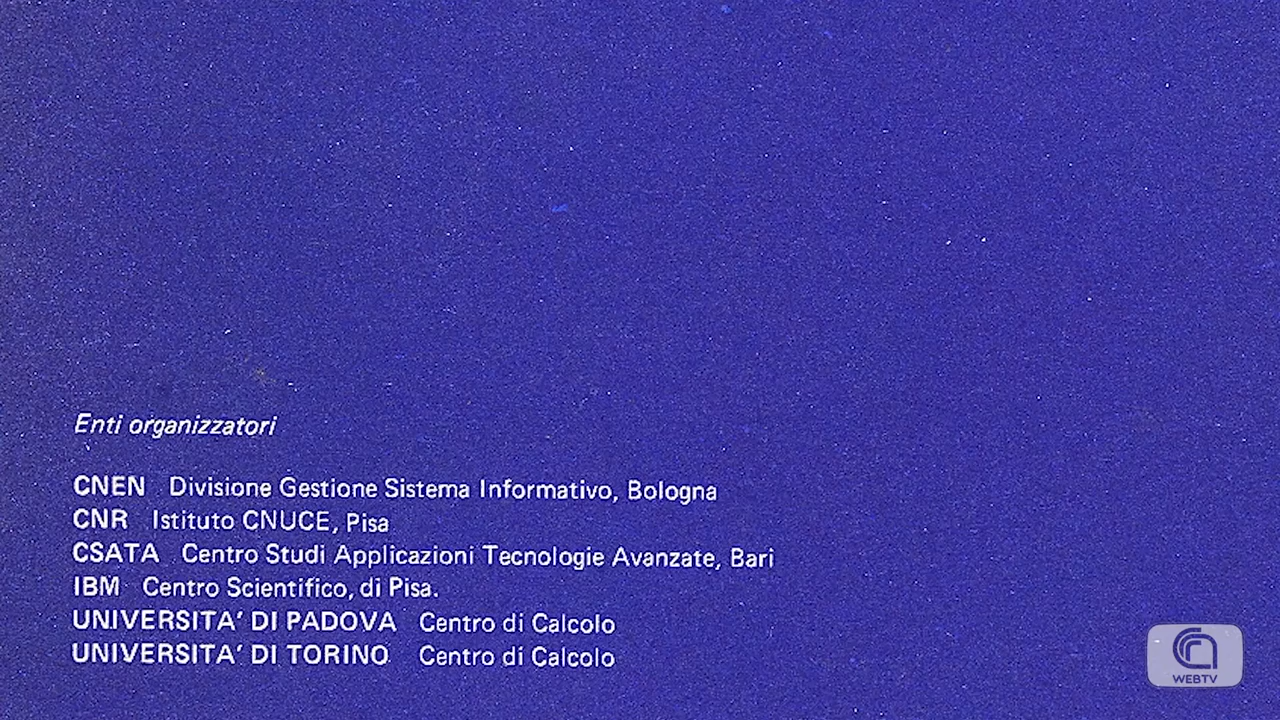 Enti organizzatori
CNEN Divisione Gestione Sistema Informativo, Bologna
CNR Istituto CNUCE, Pisa
CSATA Centro Studi Applicazioni Tecnologie Avanzate, Bari
IBM Centro Scientifico, di Pisa.
UNIVERSITA' DI PADOVA Centro di Calcolo
UNIVERSITA' DI TORINO Centro di Calcolo
WEBTV